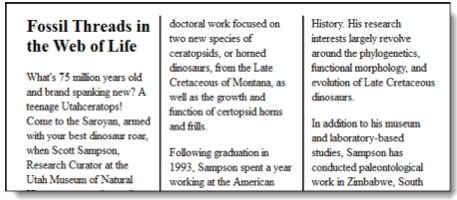 Fossil Threads in
the Web of Life
What's 75 million years old
and brand spanking new? A
teenage Utahceratops!
Come to the Saroyan, armed
with your best dinosaur roar,
when Scott Sampson,
Research Curator at the
Utah Museum of Natural
doctoral work focused on
two new species of
ceratopsids, or horned
dinosaurs, from the Late
Cretaceous of Montana, as
well as the growth and
function of certopsid horns
and frills.
Following graduation in
1993, Sampson spent a year
working at the American
History. His research
interests largely revolve
around the phylogenetics,
functional morphology, and
evolution of Late Cretaceous
dinosaurs.
In addition to his museum
and laboratory-based
studies, Sampson has
conducted paleontological
work in Zimbabwe, South